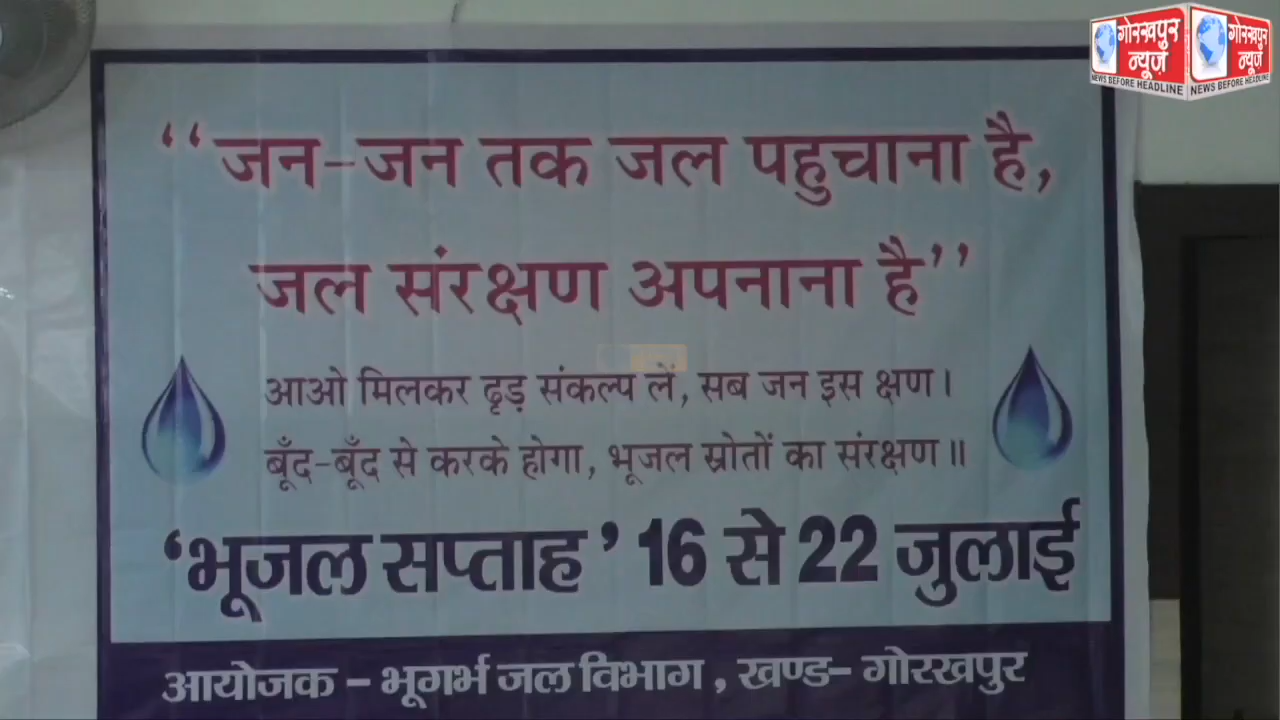 गोरखपुर
न्यूज़
NEWS BEFORE HEADLINE
गोरखपुर
न्यूज़
NEWS BEFORE HEADLINE
“जन-जन तक जल पहुचाना है,
जल संरक्षण अपनाना है”
आओ मिलकर दृड़ संकल्प लें, सब जन इस क्षण।
बूँद-बूँद से करके होगा, भूजल स्रोतों का संरक्षण॥
‘भूजल सप्ताह’ 16 से 22 जुलाई
आयोजक – भूगर्भ जल विभाग, खण्ड– गोरखपुर